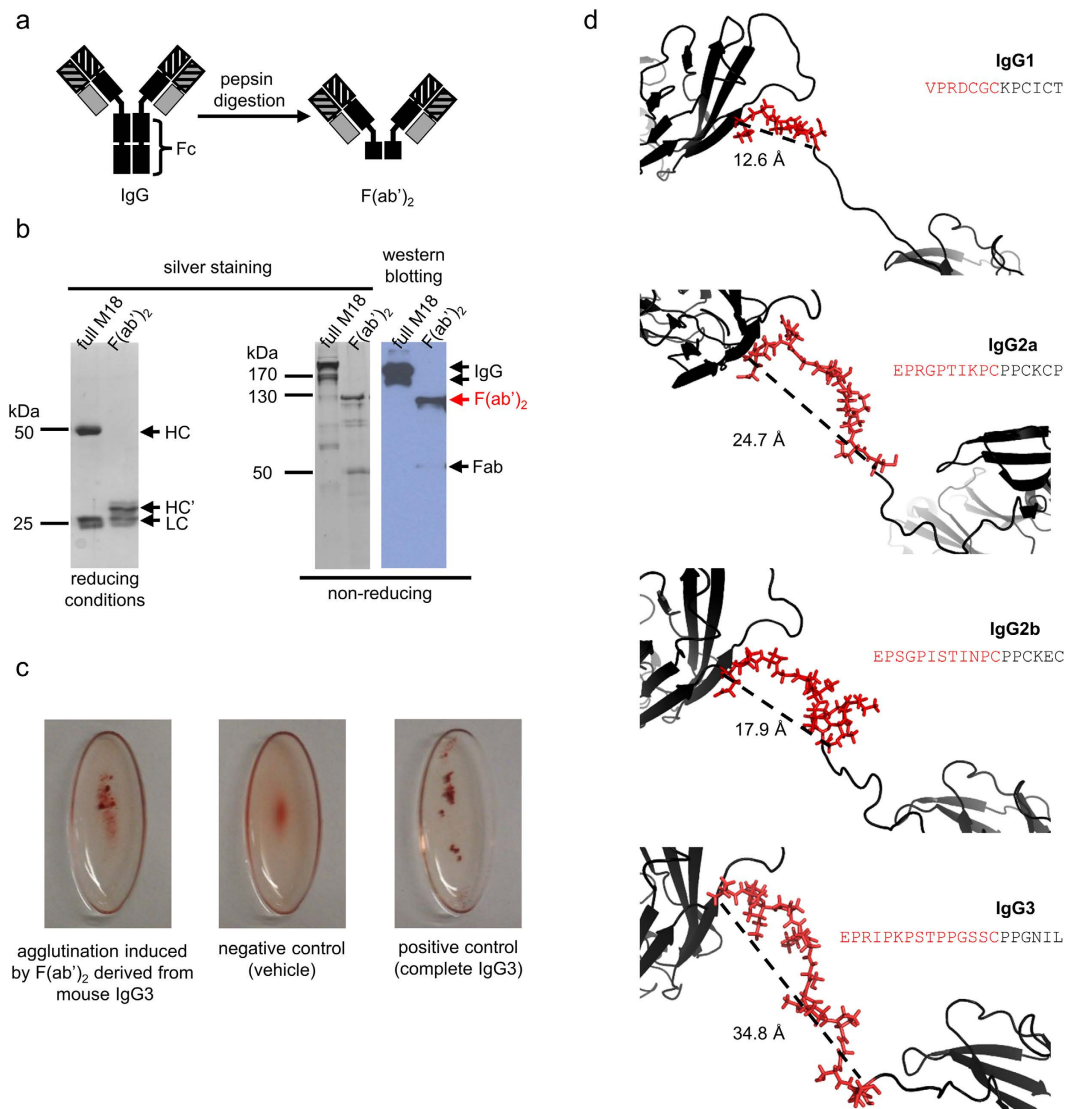 a
pepsin
digestion
Fc
IgG
F(ab')₂
b
silver staining
western
blotting
full M18
F(ab')₂
full M18
F(ab')₂
full M18
F(ab')₂
kDa
50
25
HC
HC'
LC
reducing
conditions
kDa
170
130
50
IgG
F(ab')₂
Fab
non-reducing
c
agglutination induced
by F(ab')₂ derived from
mouse IgG3
negative control
(vehicle)
positive control
(complete IgG3)
d
IgG1
VPRDCGCKPCICT
12.6 Å
IgG2a
EPRGPTIKPCPPCKCP
24.7 Å
IgG2b
EPSGPISTINPCPPCKEC
17.9 Å
IgG3
EPRIPKPSTPPGSSCPPGNIL
34.8 Å